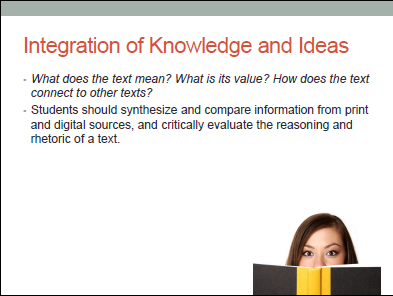 Integration of Knowledge and Ideas
- What does the text mean? What is its value? How does the text
connect to other texts?
- Students should synthesize and compare information from print
and digital sources, and critically evaluate the reasoning and
rhetoric of a text.